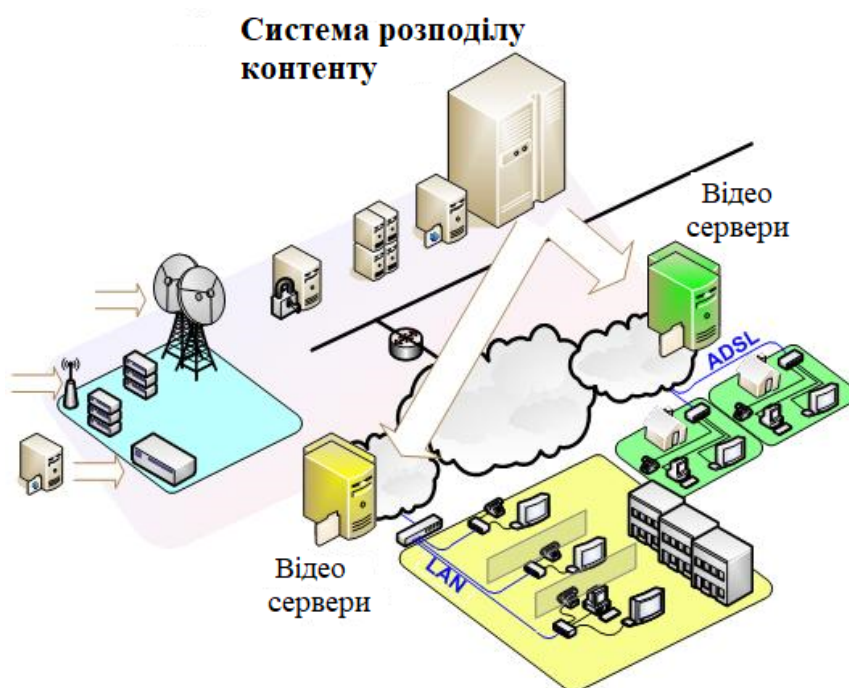 Система розподілу
контенту
Відео
сервери
ADSL
Відео
сервери
LAN